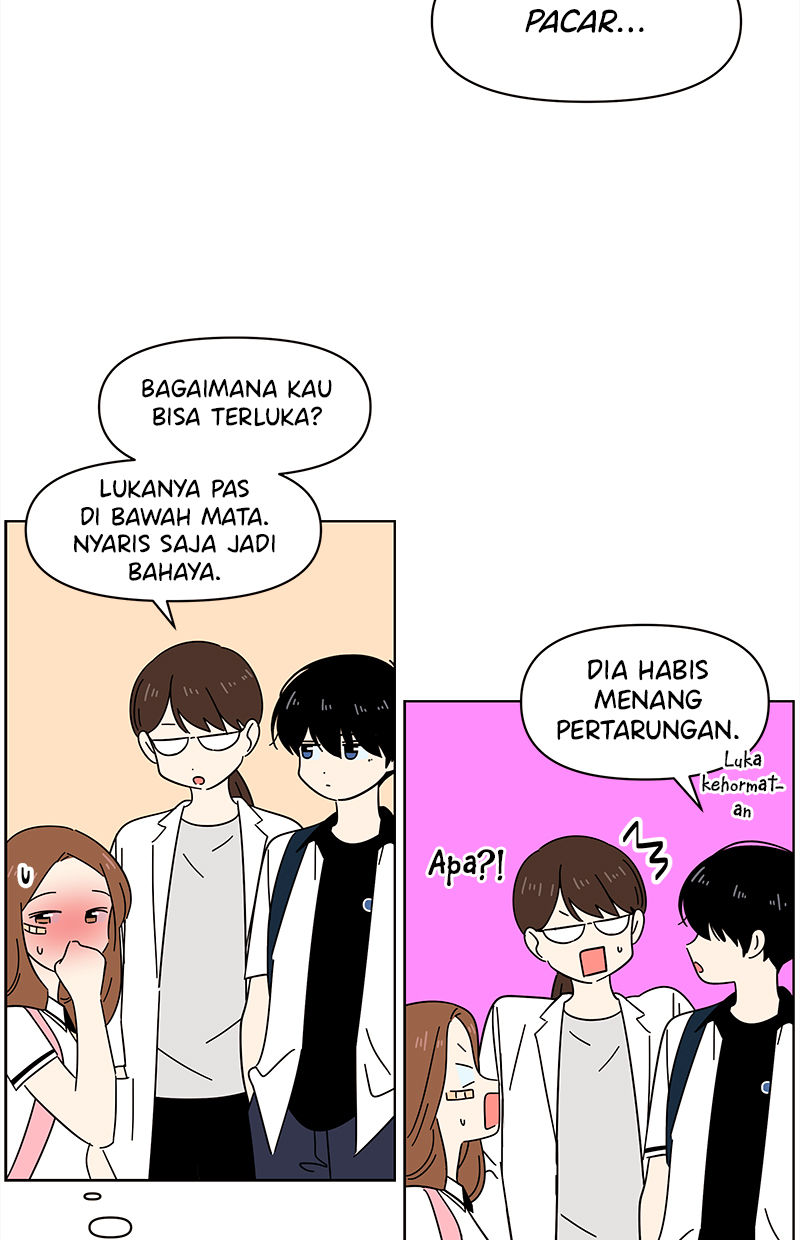 PACAR...
BAGAIMANA KAU
BISA TERLUKA?
LUKANYA PAS
DI BAWAH MATA.
NYARIS SAJA JADI
BAHAYA.
DIA HABIS
MENANG
PERTARUNGAN.
Luka
kehormat-
an
Apa?!